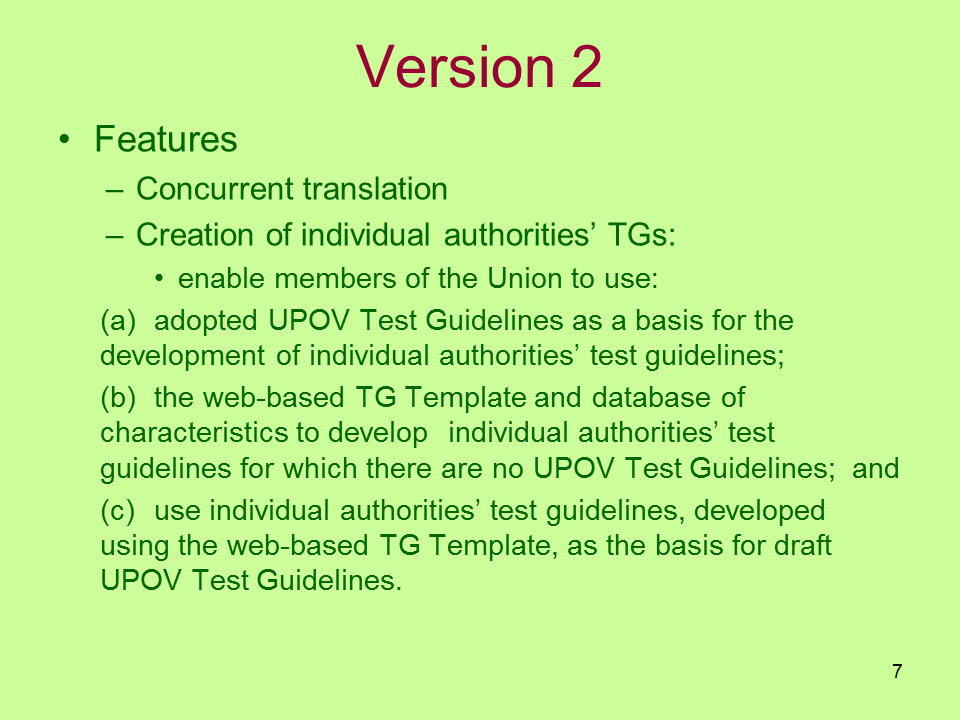 Version 2
• Features
– Concurrent translation
– Creation of individual authorities’ TGs:
• enable members of the Union to use:
(a) adopted UPOV Test Guidelines as a basis for the
development of individual authorities’ test guidelines;
(b) the web-based TG Template and database of
characteristics to develop individual authorities’ test
guidelines for which there are no UPOV Test Guidelines; and
(c) use individual authorities’ test guidelines, developed
using the web-based TG Template, as the basis for draft
UPOV Test Guidelines.
7